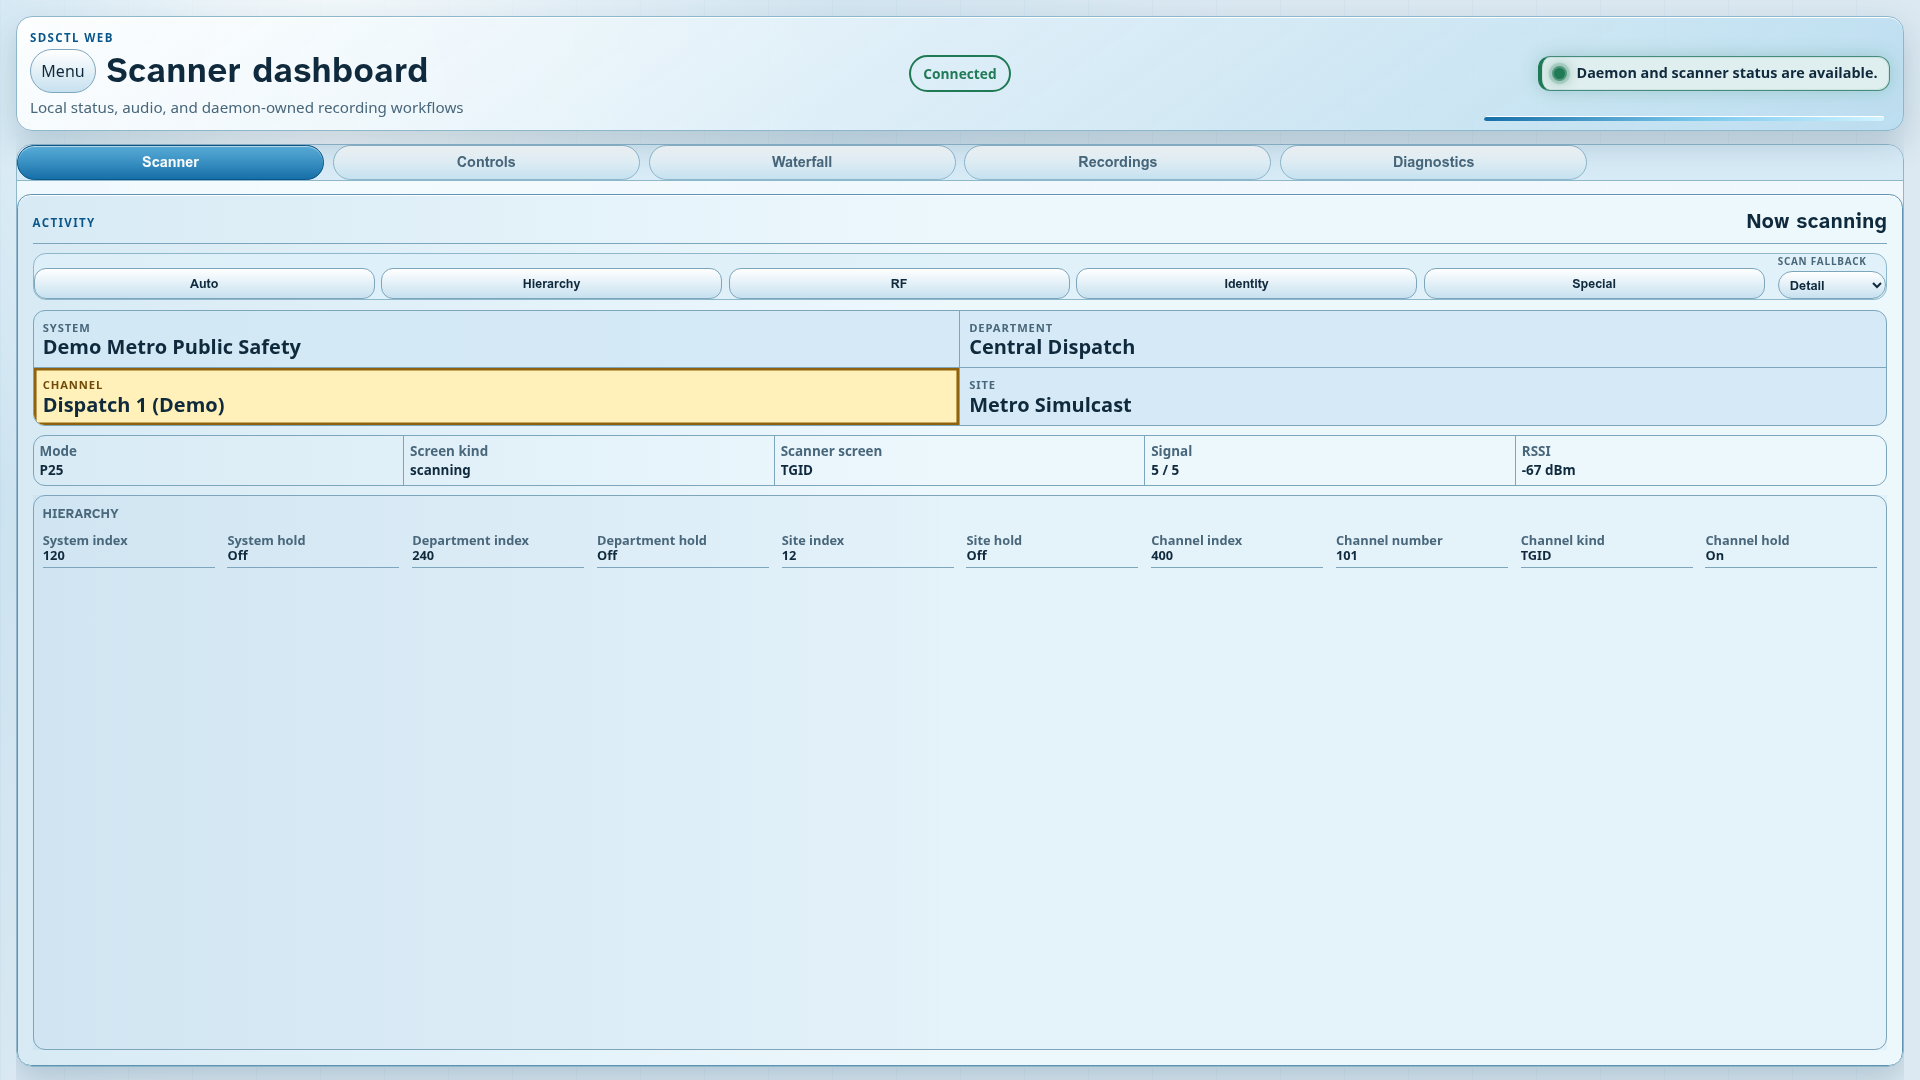 SDSCTL WEB
Menu Scanner dashboard
Local status, audio, and daemon-owned recording workflows
Connected
Daemon and scanner status are available.
Scanner Controls Waterfall Recordings Diagnostics
ACTIVITY
Now scanning
Auto Hierarchy RF Identity Special
SCAN FALLBACK
Detail
SYSTEM
Demo Metro Public Safety
DEPARTMENT
Central Dispatch
CHANNEL
Dispatch 1 (Demo)
SITE
Metro Simulcast
Mode
P25
Screen kind
scanning
Scanner screen
TGID
Signal
5 / 5
RSSI
-67 dBm
HIERARCHY
System index
120
System hold
Off
Department index
240
Department hold
Off
Site index
12
Site hold
Off
Channel index
400
Channel number
101
Channel kind
TGID
Channel hold
On